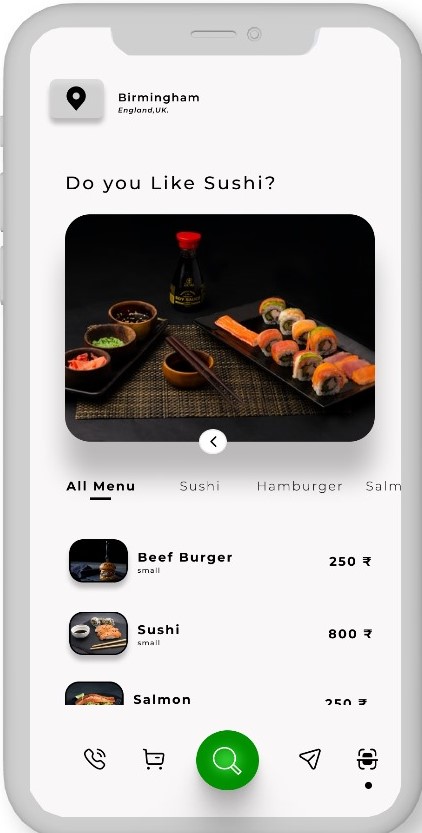 Birmingham
England,UK.
Do you Like Sushi?
All Menu Sushi Hamburger Salm
Beef Burger 250 ₹
small
Sushi 800 ₹
small
Salmon 250 ₹